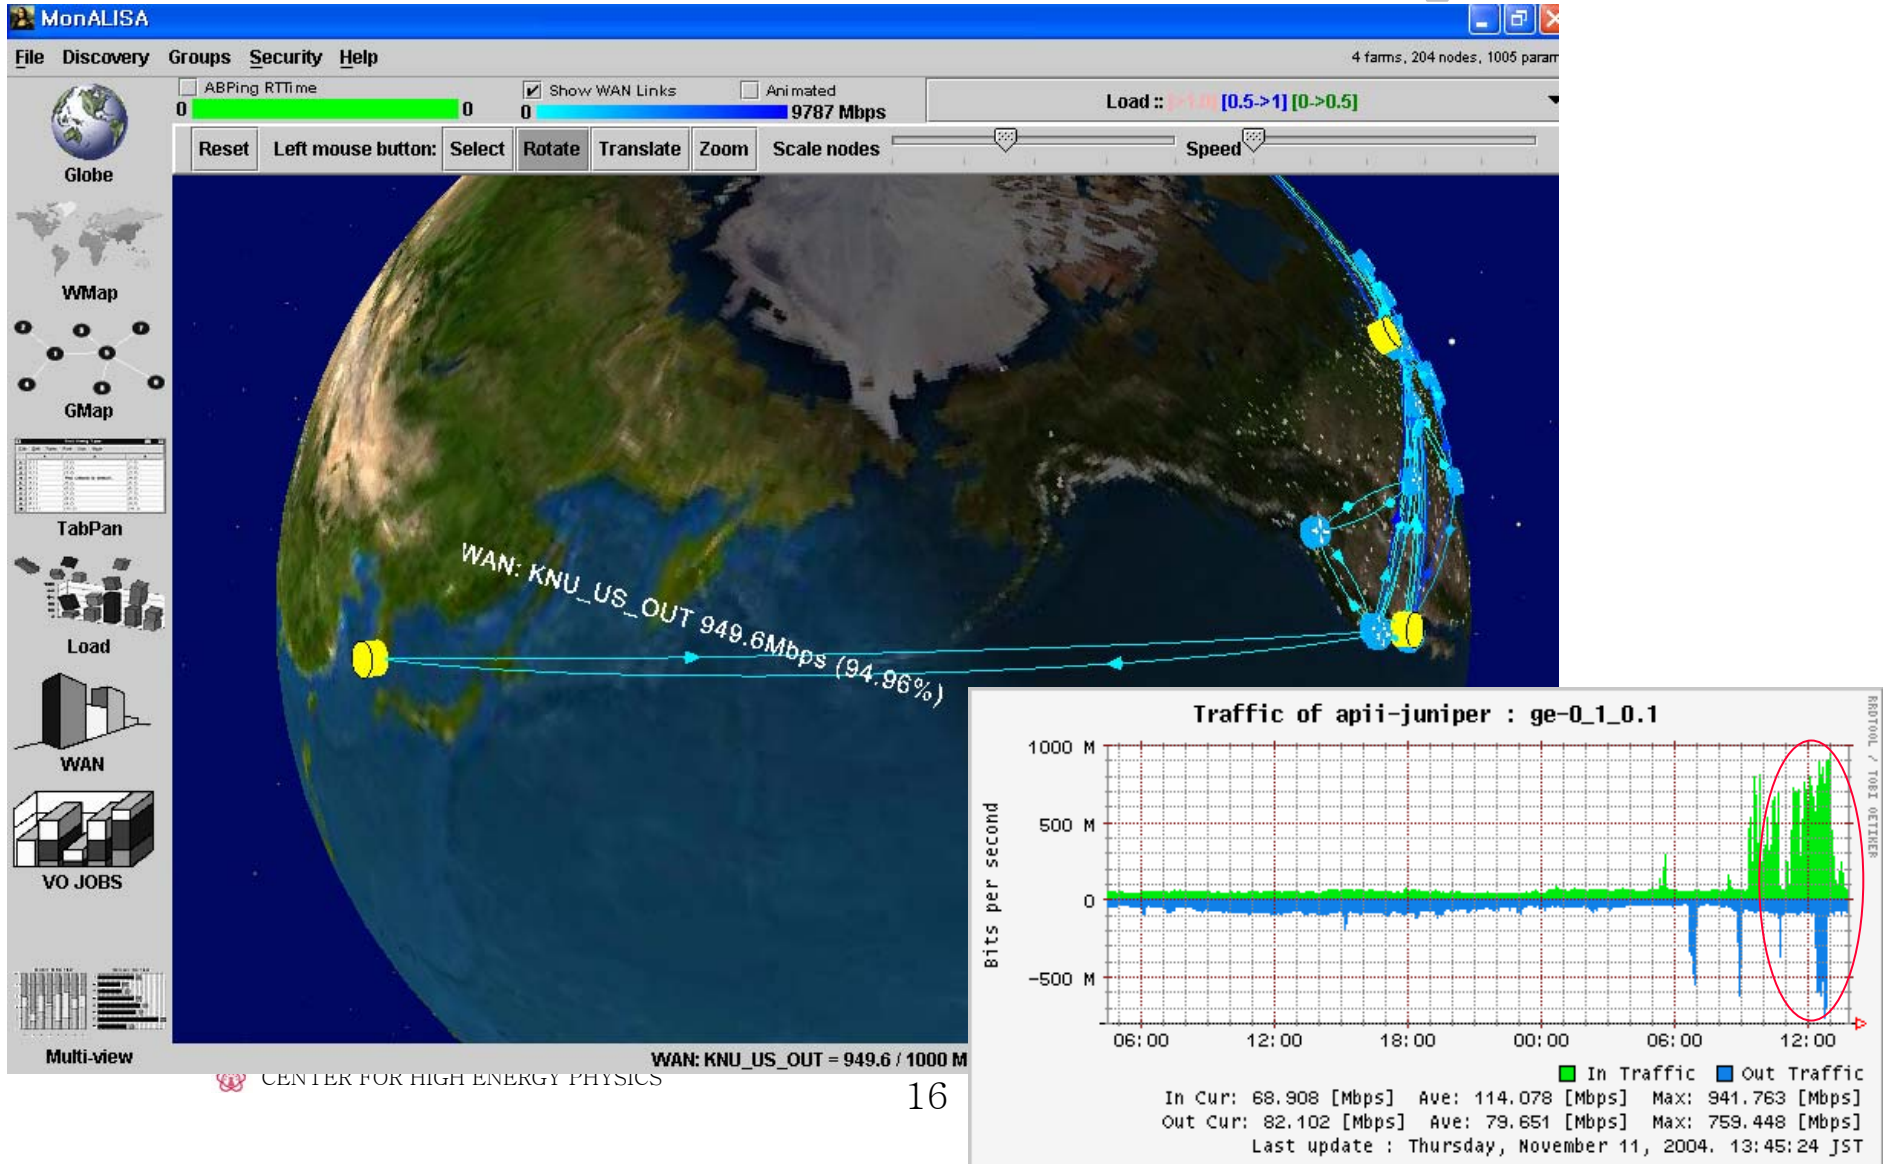 MonALISA
File Discovery Groups Security Help
4 farms, 204 nodes, 1005 param
ABPing RTTime
0 0
Show WAN Links
Animated
0 9787 Mbps
Load :: [>1.0] [0.5->1] [0->0.5]
Reset Left mouse button: Select Rotate Translate Zoom Scale nodes Speed
Globe
WMap
GMap
TabPan
Load
WAN
VO JOBS
Multi-view
WAN: KNU_US_OUT 949.6Mbps (94.96%)
WAN: KNU_US_OUT = 949.6 / 1000 M
CENTER FOR HIGH ENERGY PHYSICS
16
Traffic of apii-juniper : ge-0_1_0.1
RRDTOOL / TOBI OETIKER
Bits per second
1000 M
500 M
0
-500 M
06:00 12:00 18:00 00:00 06:00 12:00
In Traffic Out Traffic
In Cur: 68.908 [Mbps] Ave: 114.078 [Mbps] Max: 941.763 [Mbps]
Out Cur: 82.102 [Mbps] Ave: 79.651 [Mbps] Max: 759.448 [Mbps]
Last update : Thursday, November 11, 2004. 13:45:24 JST